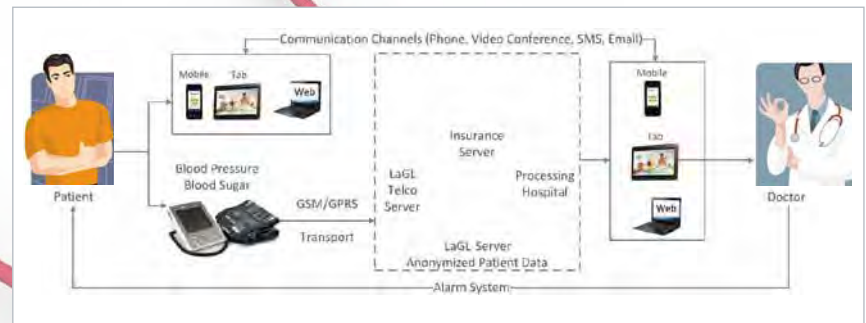 Communication Channels (Phone, Video Conference, SMS, Email)
Mobile
Tab
Web
Mobile
Tab
Web
Insurance
Server
LaGL
Telco
Server
Processing
Hospital
Blood Pressure
Blood Sugar
GSM/GPRS
Transport
Patient
Doctor
LaGL Server
Anonymized Patient Data
Alarm System